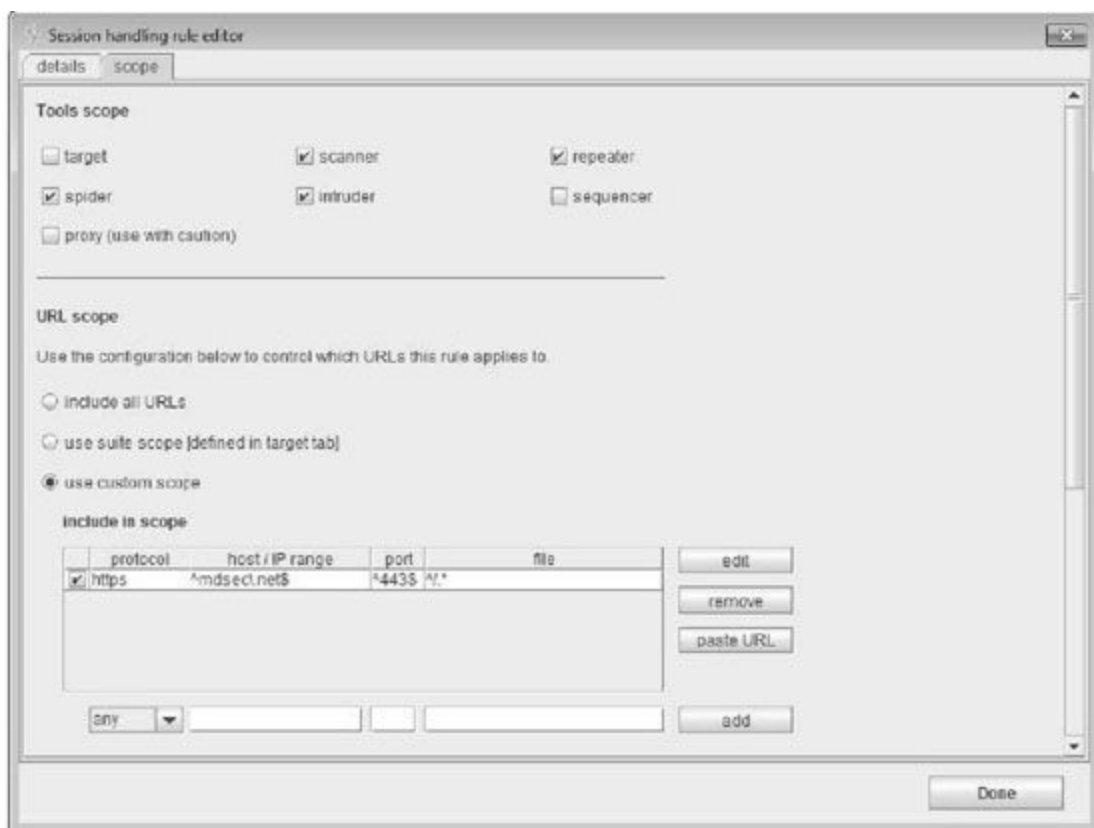 Session handling rule editor
details scope
Tools scope
target scanner repeater
spider intruder sequencer
proxy (use with caution)
URL scope
Use the configuration below to control which URLs this rule applies to.
include all URLs
use suite scope [defined in target tab]
use custom scope
include in scope
protocol host / IP range port file
https ^mdsec\.net$ ^443$ ^/.*
edit
remove
paste URL
any add
Done